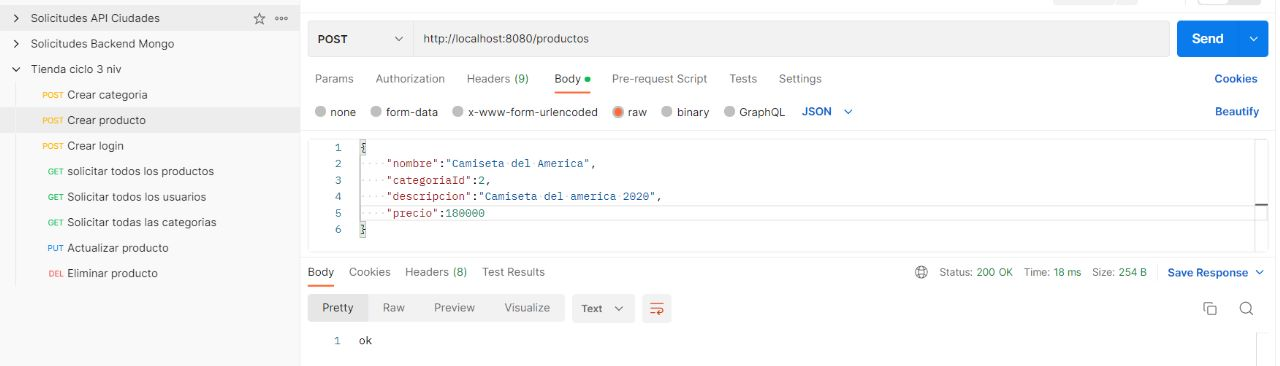 Solicitudes API Ciudades
Solicitudes Backend Mongo
Tienda ciclo 3 niv
POST Crear categoria
POST Crear producto
POST Crear login
GET solicitar todos los productos
GET Solicitar todos los usuarios
GET Solicitar todas las categorias
PUT Actualizar producto
DEL Eliminar producto
POST http://localhost:8080/productos Send
Params Authorization Headers (9) Body Pre-request Script Tests Settings Cookies
none form-data x-www-form-urlencoded raw binary GraphQL JSON Beautify
1 {
2 "nombre":"Camiseta del America",
3 "categoriaId":2,
4 "descripcion":"Camiseta del america 2020",
5 "precio":180000
6 }
Body Cookies Headers (8) Test Results Status: 200 OK Time: 18 ms Size: 254 B Save Response
Pretty Raw Preview Visualize Text
1 ok